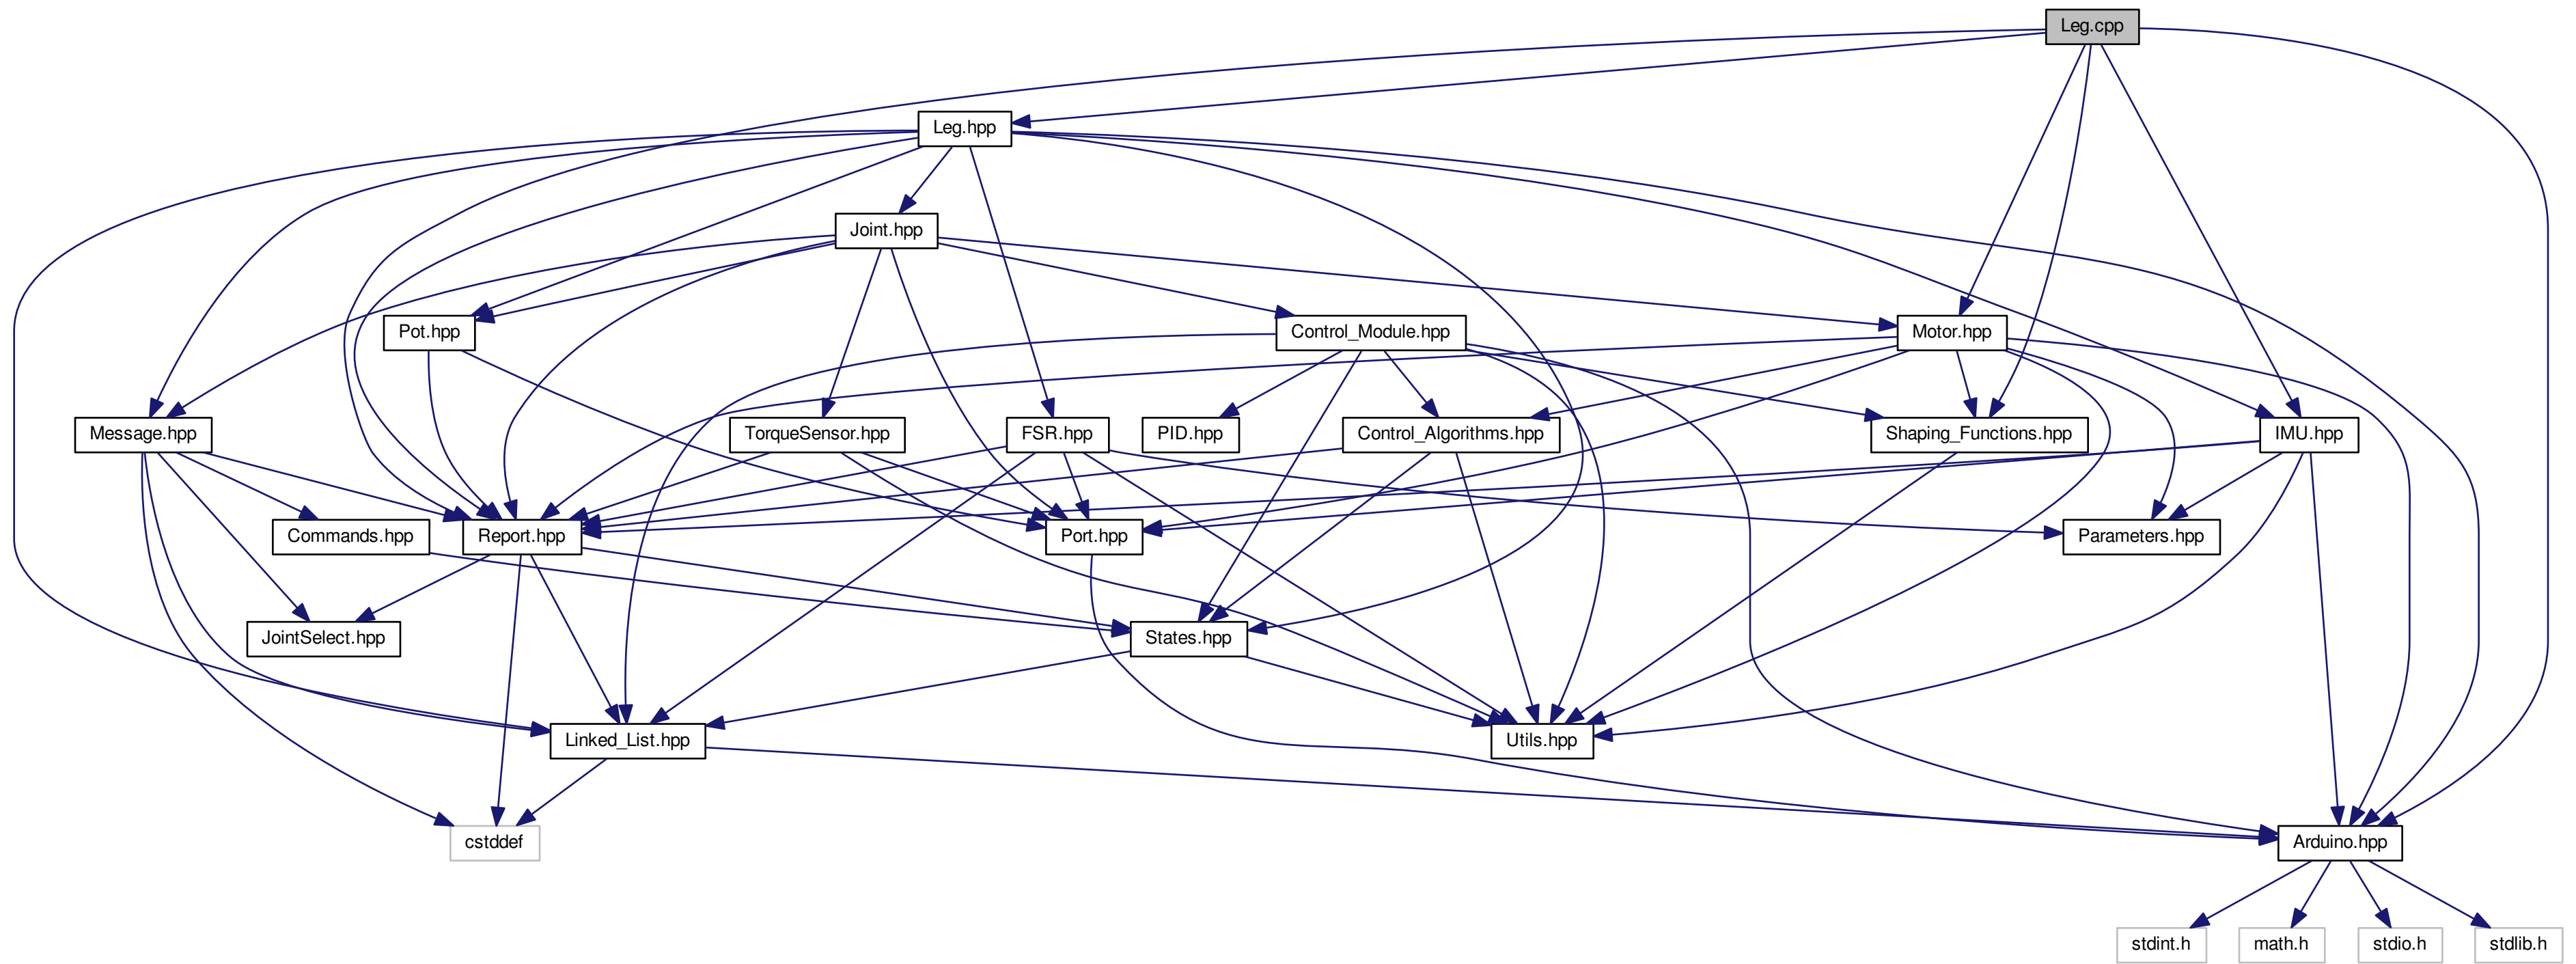 Leg.cpp
Leg.hpp
Joint.hpp
Pot.hpp
Control_Module.hpp
Motor.hpp
Message.hpp
TorqueSensor.hpp
FSR.hpp
PID.hpp
Control_Algorithms.hpp
Shaping_Functions.hpp
IMU.hpp
Commands.hpp
Report.hpp
Port.hpp
Parameters.hpp
JointSelect.hpp
States.hpp
Linked_List.hpp
Utils.hpp
cstddef
Arduino.hpp
stdint.h
math.h
stdio.h
stdlib.h